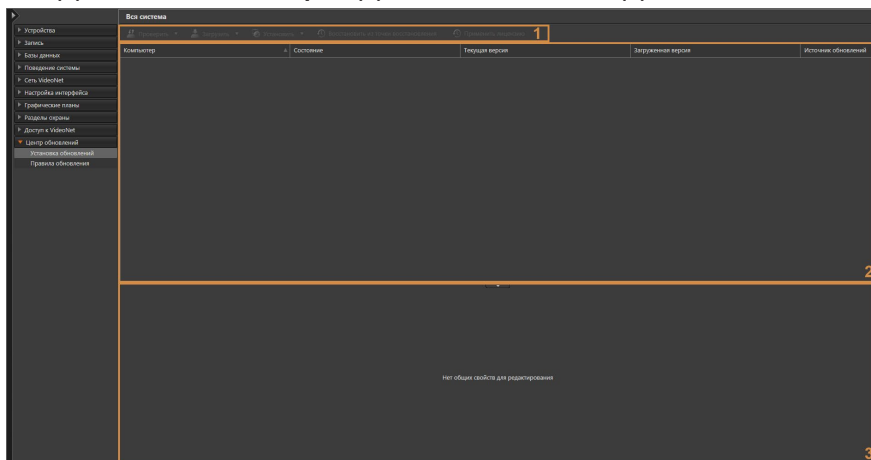 Вся система
Устройства
Запись
Базы данных
Поведение системы
Сеть VideoNet
Настройка интерфейса
Графические планы
Разделы охраны
Доступ к VideoNet
Центр обновлений
Установка обновлений
Правила обновления
1
Компьютер Состояние Текущая версия Загруженная версия Источник обновлений
2
Нет общих свойств для редактирования
3